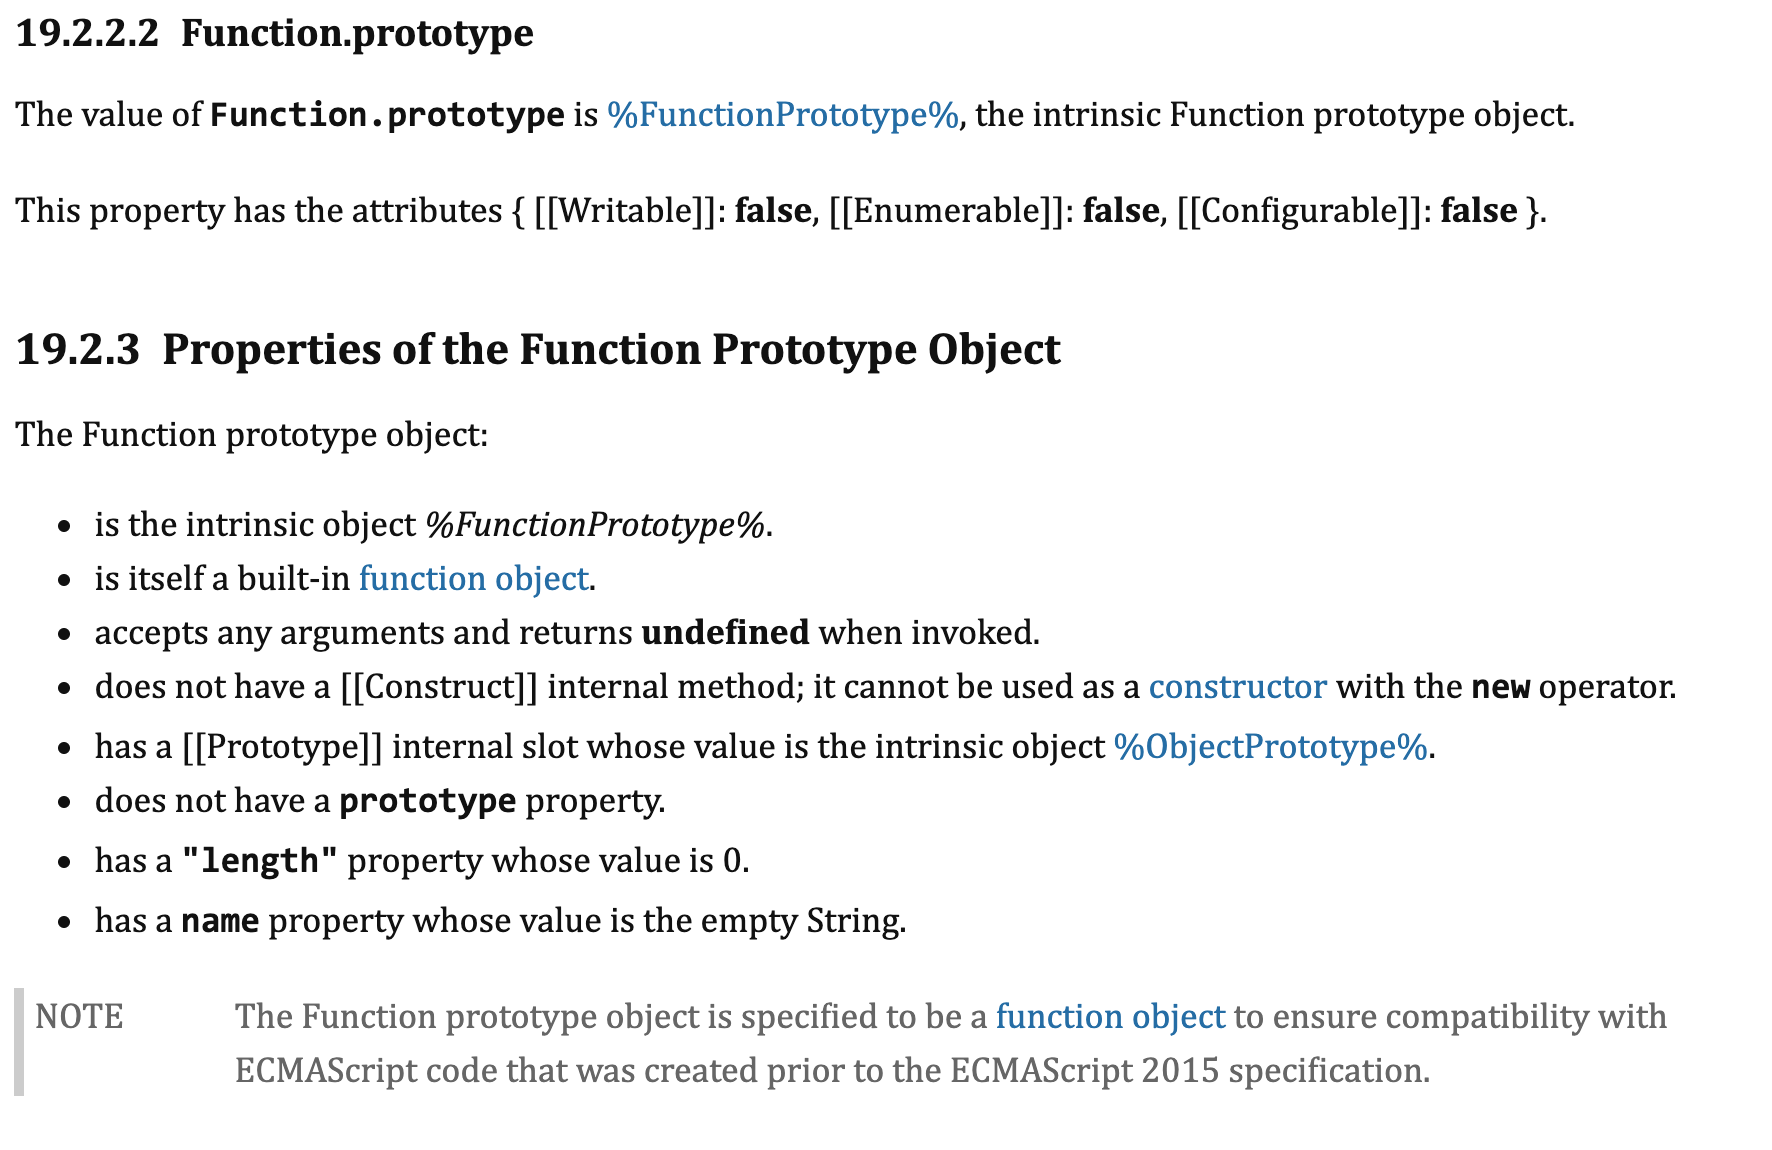 19.2.2.2 Function.prototype
The value of Function.prototype is %FunctionPrototype%, the intrinsic Function prototype object.
This property has the attributes { [[Writable]]: false, [[Enumerable]]: false, [[Configurable]]: false }.
19.2.3 Properties of the Function Prototype Object
The Function prototype object:
• is the intrinsic object %FunctionPrototype%.
• is itself a built-in function object.
• accepts any arguments and returns undefined when invoked.
• does not have a [[Construct]] internal method; it cannot be used as a constructor with the new operator.
• has a [[Prototype]] internal slot whose value is the intrinsic object %ObjectPrototype%.
• does not have a prototype property.
• has a "length" property whose value is 0.
• has a name property whose value is the empty String.
NOTE The Function prototype object is specified to be a function object to ensure compatibility with
ECMAScript code that was created prior to the ECMAScript 2015 specification.